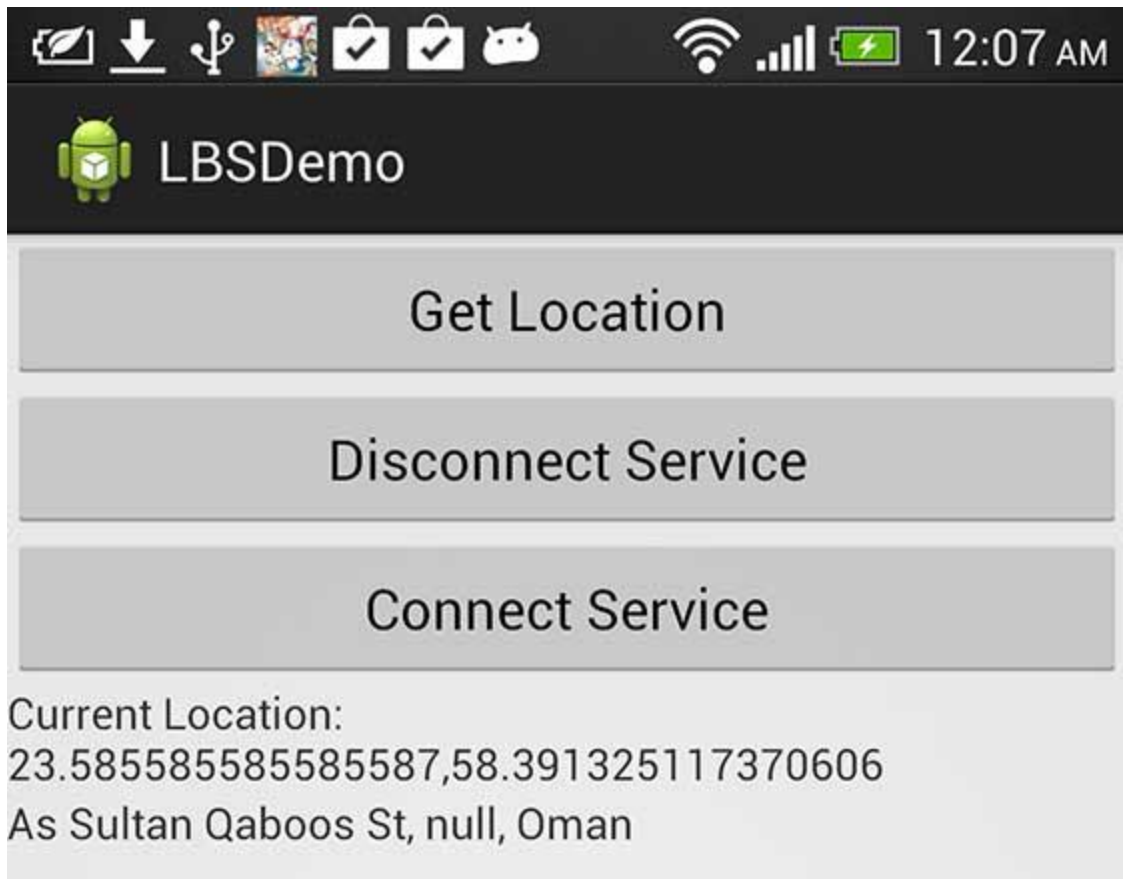 12:07 AM
LBSDemo
Get Location
Disconnect Service
Connect Service
Current Location:
23.585585585585587,58.391325117370606
As Sultan Qaboos St, null, Oman